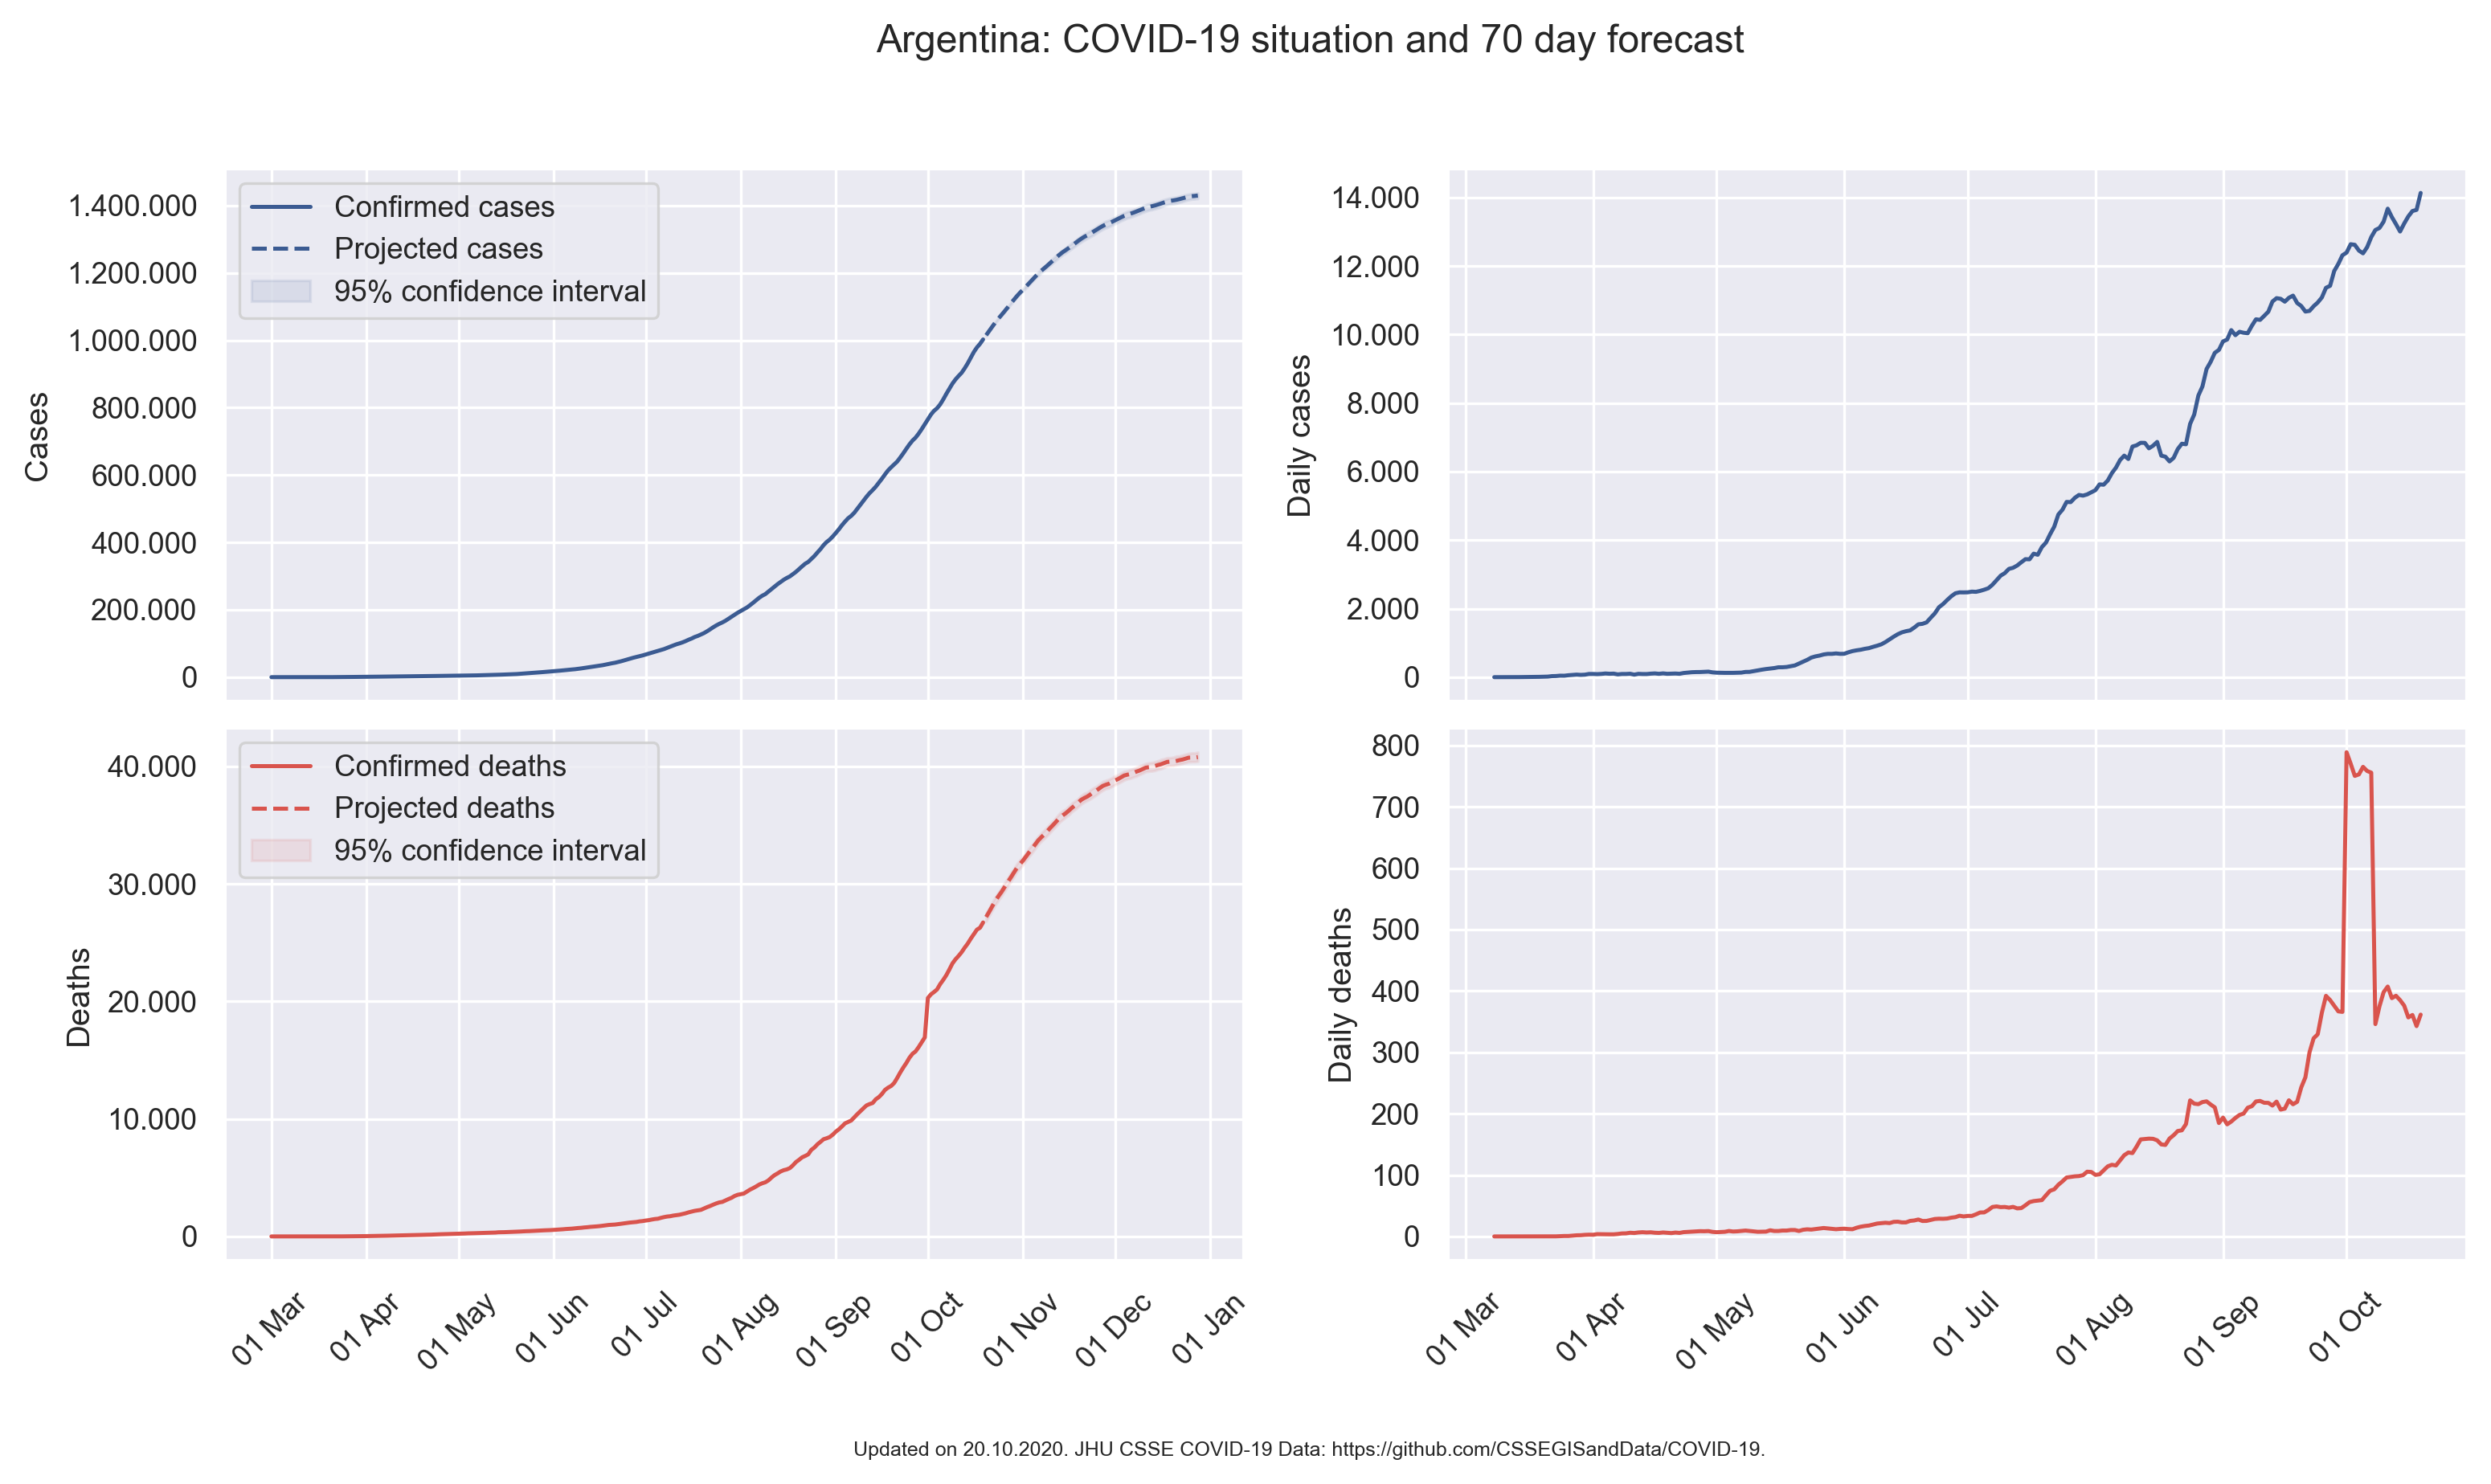 Argentina: COVID-19 situation and 70 day forecast
1.400.000
1.200.000
1.000.000
800.000
600.000
400.000
200.000
0
Cases
Confirmed cases
Projected cases
95% confidence interval
14.000
12.000
10.000
8.000
6.000
4.000
2.000
0
Daily cases
40.000
30.000
20.000
10.000
0
Deaths
Confirmed deaths
Projected deaths
95% confidence interval
01 Mar
01 Apr
01 May
01 Jun
01 Jul
01 Aug
01 Sep
01 Oct
01 Nov
01 Dec
01 Jan
800
700
600
500
400
300
200
100
0
Daily deaths
01 Mar
01 Apr
01 May
01 Jun
01 Jul
01 Aug
01 Sep
01 Oct
Updated on 20.10.2020. JHU CSSE COVID-19 Data: https://github.com/CSSEGISandData/COVID-19.